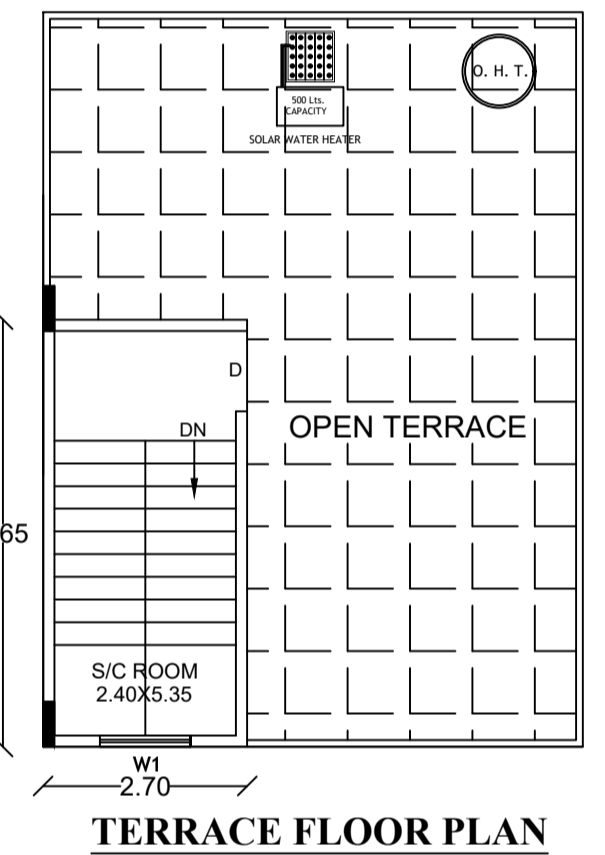 O. H. T.
500 Lts.
CAPACITY
SOLAR WATER HEATER
D
DN
OPEN TERRACE
65
S/C ROOM
2.40X5.35
W1
2.70
TERRACE FLOOR PLAN